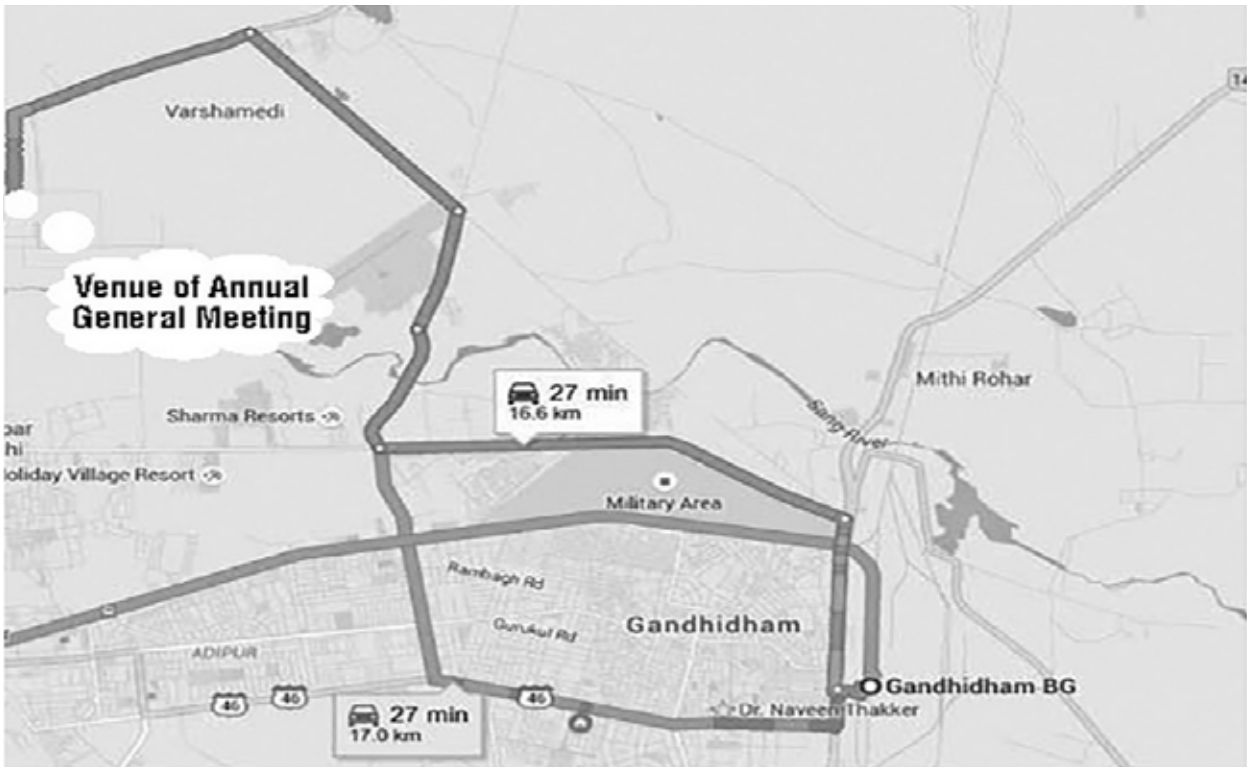 14
Varshamedi
Venue of Annual
General Meeting
27 min
16.6 km
Mithi Rohar
Sharma Resorts
Sang River
oliday Village Resort
Military Area
Rambagh Rd
Gandhidham
Gurukul Rd
ADIPUR
Gandhidham BG
46
46
46
27 min
17.0 km
Dr. Naveen Thakker